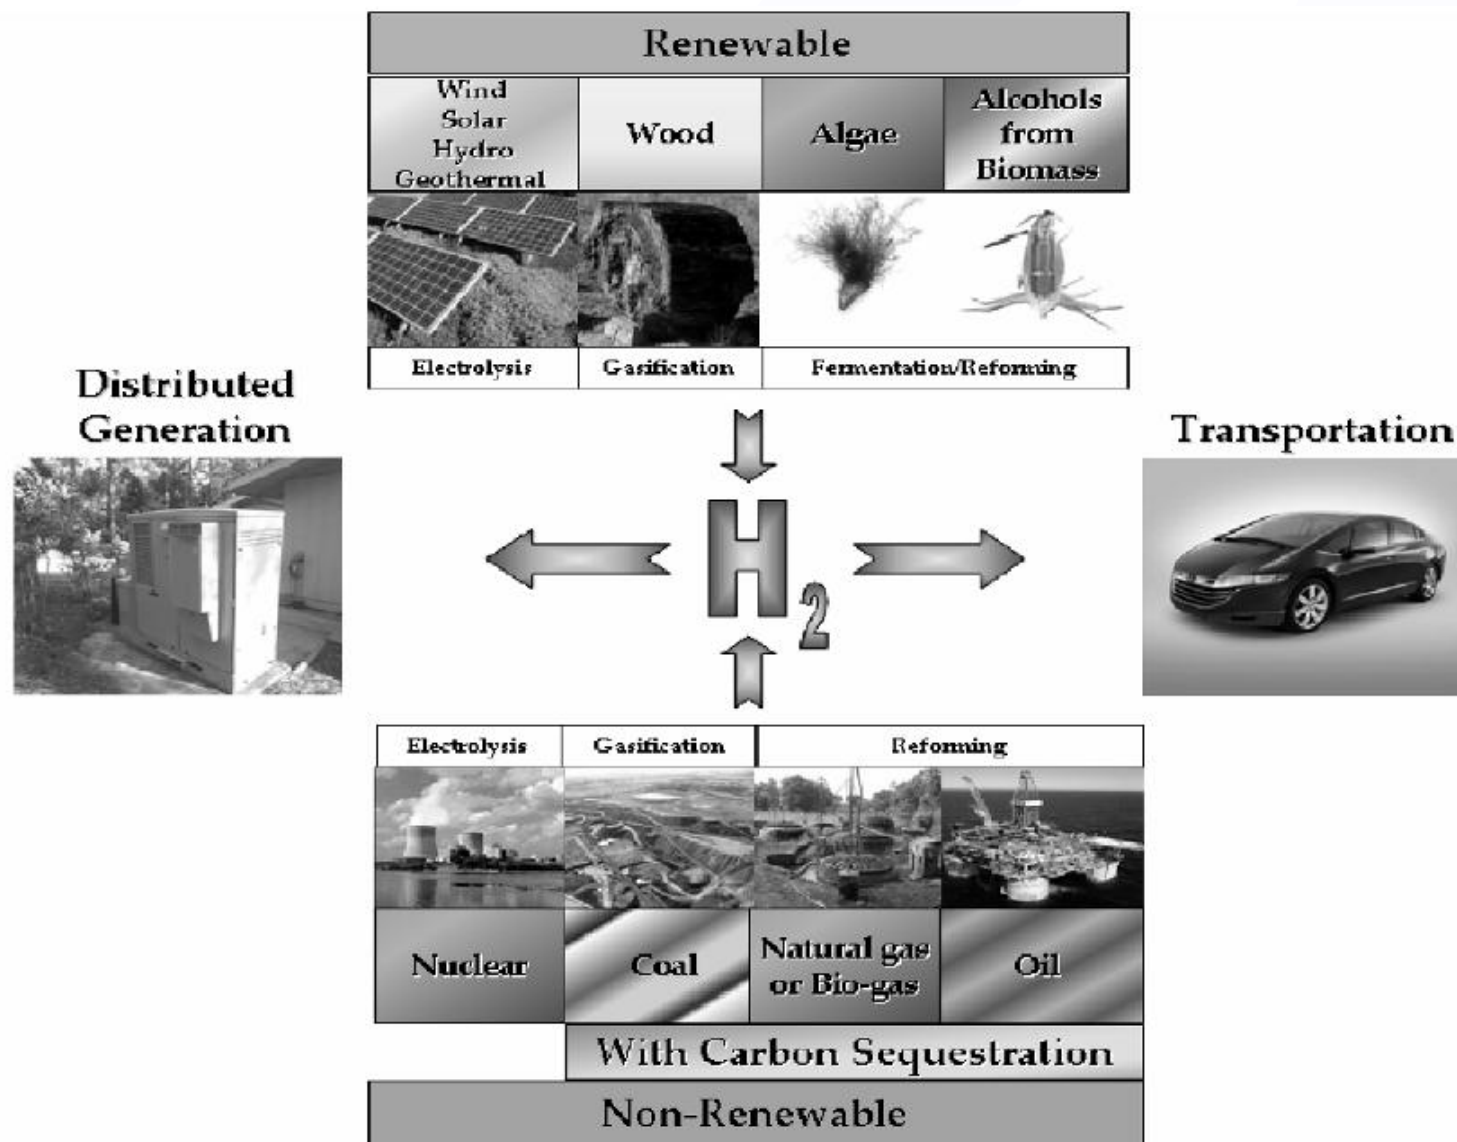 Renewable
Wind
Solar
Hydro
Geothermal
Wood
Algae
Alcohols
from
Biomass
Electrolysis
Gasification
Fermentation/Reforming
Distributed
Generation
Transportation
H2
Electrolysis
Gasification
Reforming
Nuclear
Coal
Natural gas
or Bio-gas
Oil
With Carbon Sequestration
Non-Renewable